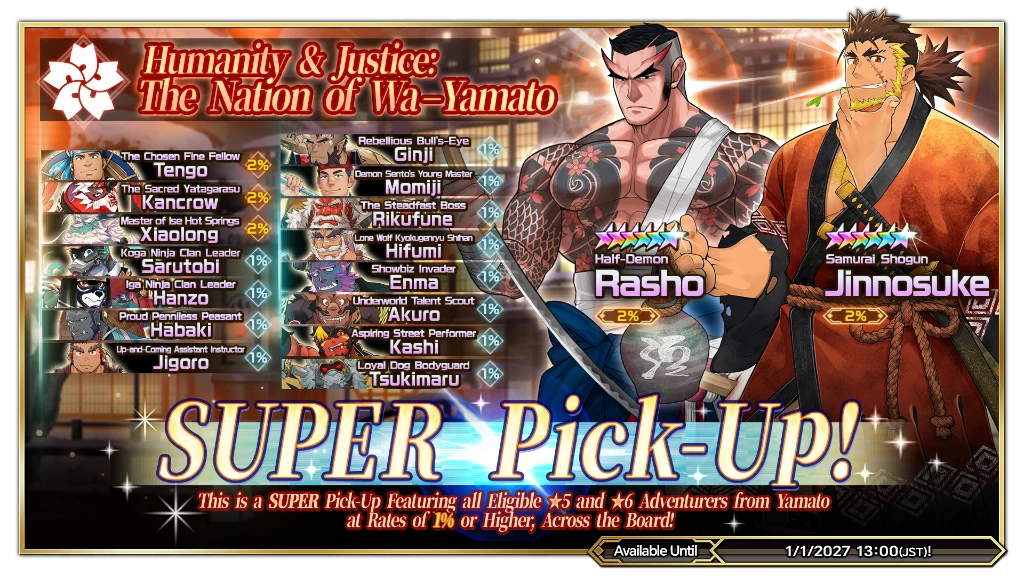 Humanity & Justice:
The Nation of Wa-Yamato
The Chosen Fine Fellow
Tengo
2%
The Sacred Yatagarasu
Kancrow
2%
Master of Ise Hot Springs
Xiaolong
2%
Koga Ninja Clan Leader
Sarutobi
1%
Iga Ninja Clan Leader
Hanzo
1%
Proud Penniless Peasant
Habaki
1%
Up-and-Coming Assistant Instructor
Jigoro
1%
Rebellious Bull's-Eye
Ginji
1%
Demon Sento's Young Master
Momiji
1%
The Steadfast Boss
Rikufune
1%
Lone Wolf Kyokugenryu Shihan
Hifumi
1%
Showbiz Invader
Enma
1%
Underworld Talent Scout
Akuro
1%
Aspiring Street Performer
Kashi
1%
Loyal Dog Bodyguard
Tsukimaru
1%
Half-Demon
Rasho
2%
Samurai Shogun
Jinnosuke
2%
SUPER Pick-Up!
This is a SUPER Pick-Up Featuring all Eligible ★5 and ★6 Adventurers from Yamato
at Rates of 1% or Higher, Across the Board!
Available Until 1/1/2027 13:00(JST)!